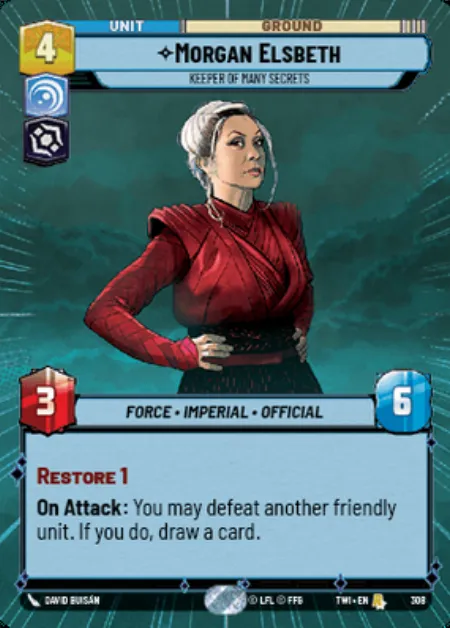 UNIT
GROUND
4
✧MORGAN ELSBETH
KEEPER OF MANY SECRETS
3
FORCE • IMPERIAL • OFFICIAL
6
RESTORE 1
On Attack: You may defeat another friendly
unit. If you do, draw a card.
DAVID BUISÁN
© LFL © FFG
TWI • EN
308